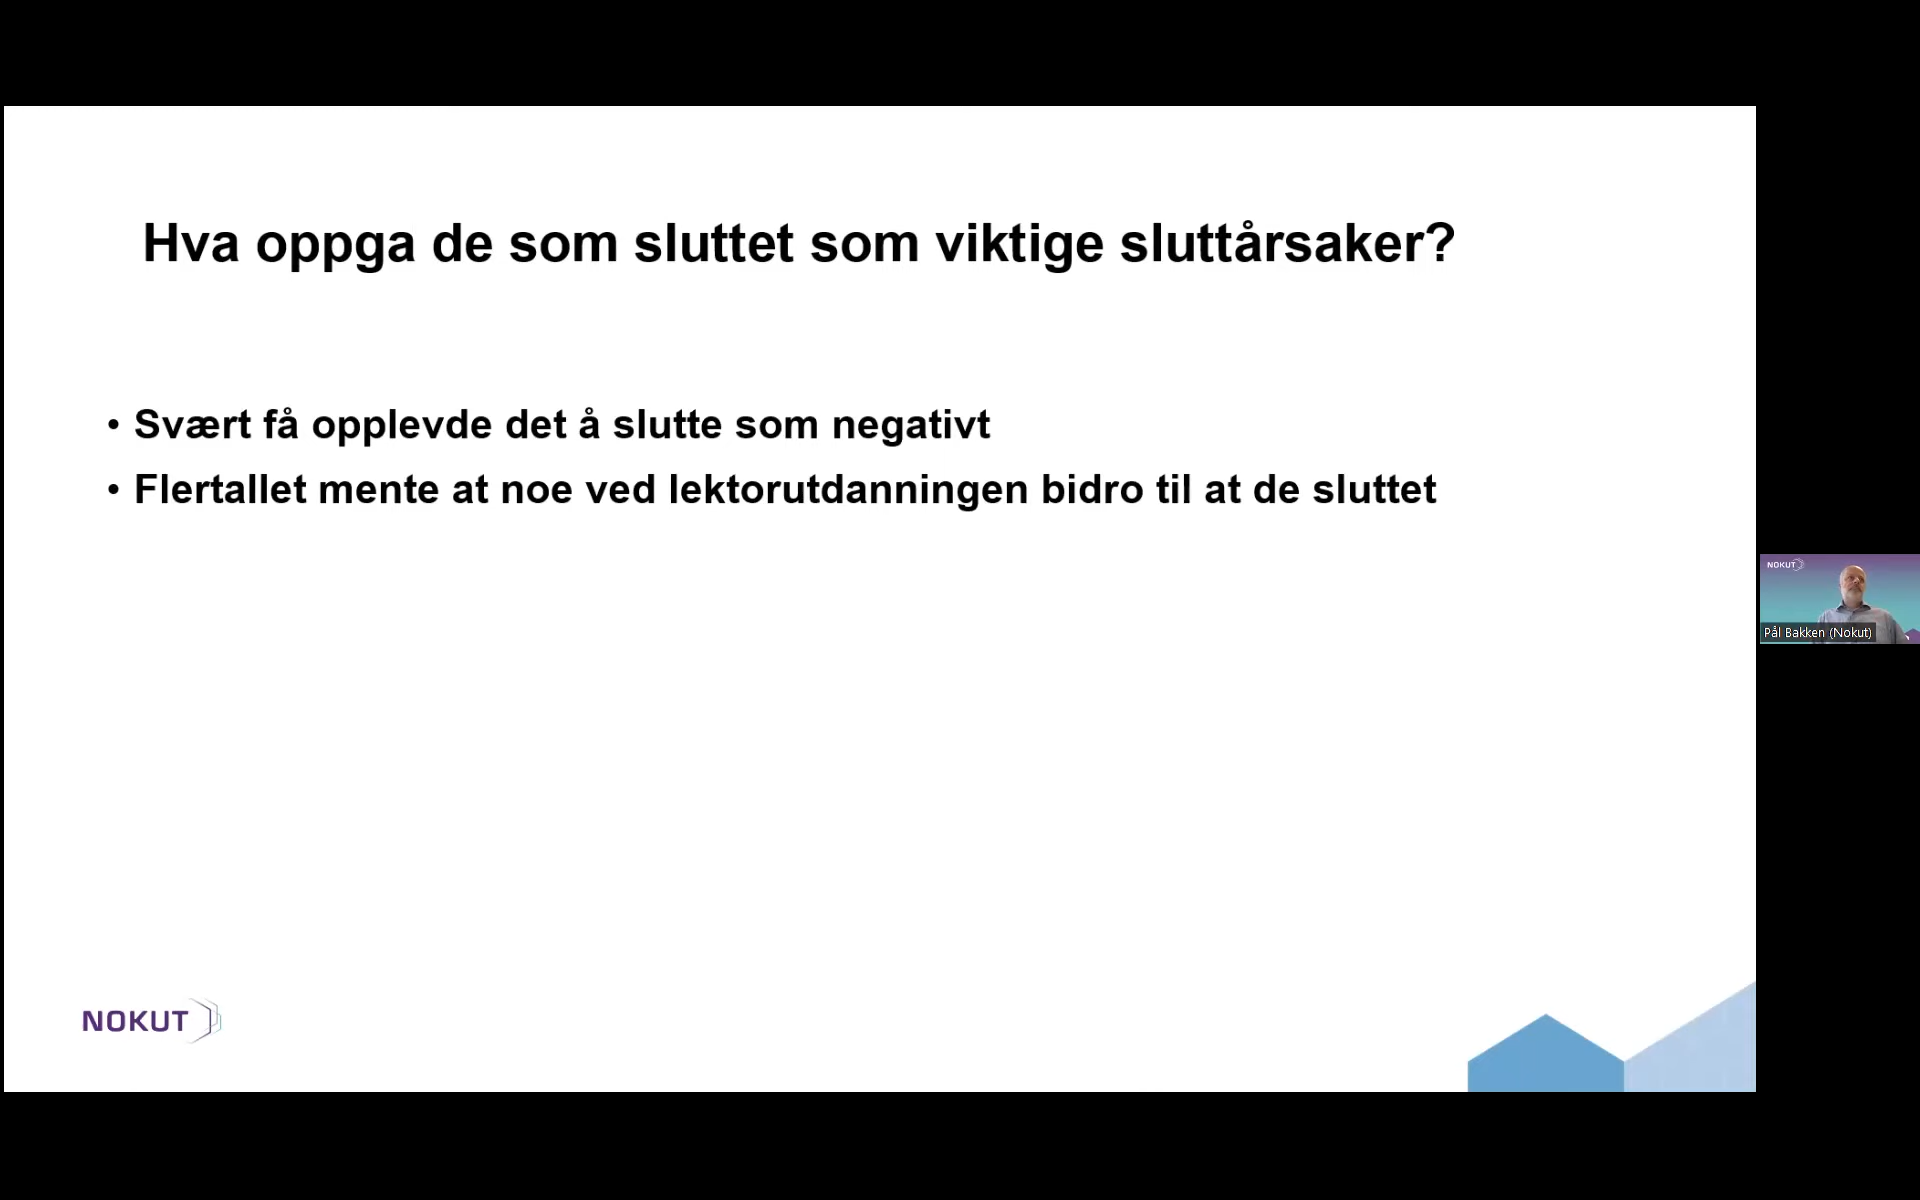 Hva oppga de som sluttet som viktige sluttårsaker?
• Svært få opplevde det å slutte som negativt
• Flertallet mente at noe ved lektorutdanningen bidro til at de sluttet
NOKUT
Pål Bakken (Nokut)
NOKUT